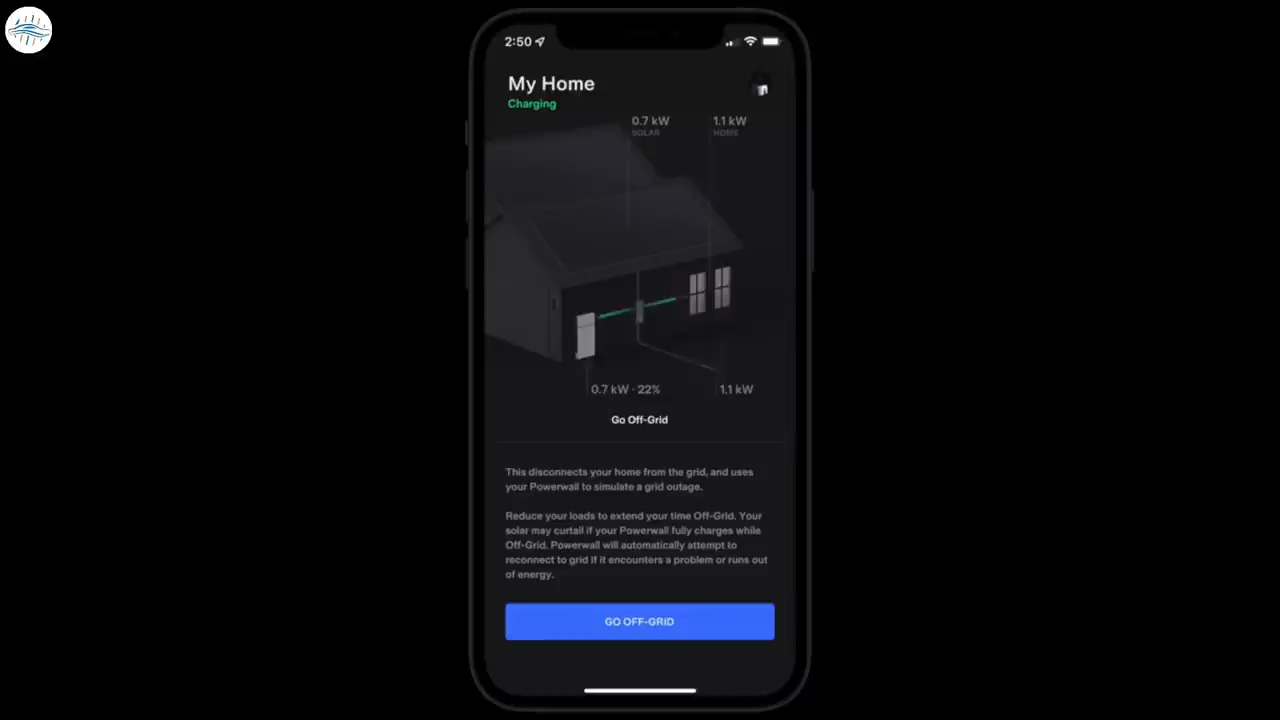 2:50
My Home
Charging
0.7 kW
SOLAR
1.1 kW
HOME
0.7 kW · 22%
1.1 kW
Go Off-Grid
This disconnects your home from the grid, and uses
your Powerwall to simulate a grid outage.
Reduce your loads to extend your time Off-Grid. Your
solar may curtail if your Powerwall fully charges while
Off-Grid. Powerwall will automatically attempt to
reconnect to grid if it encounters a problem or runs out
of energy.
GO OFF-GRID